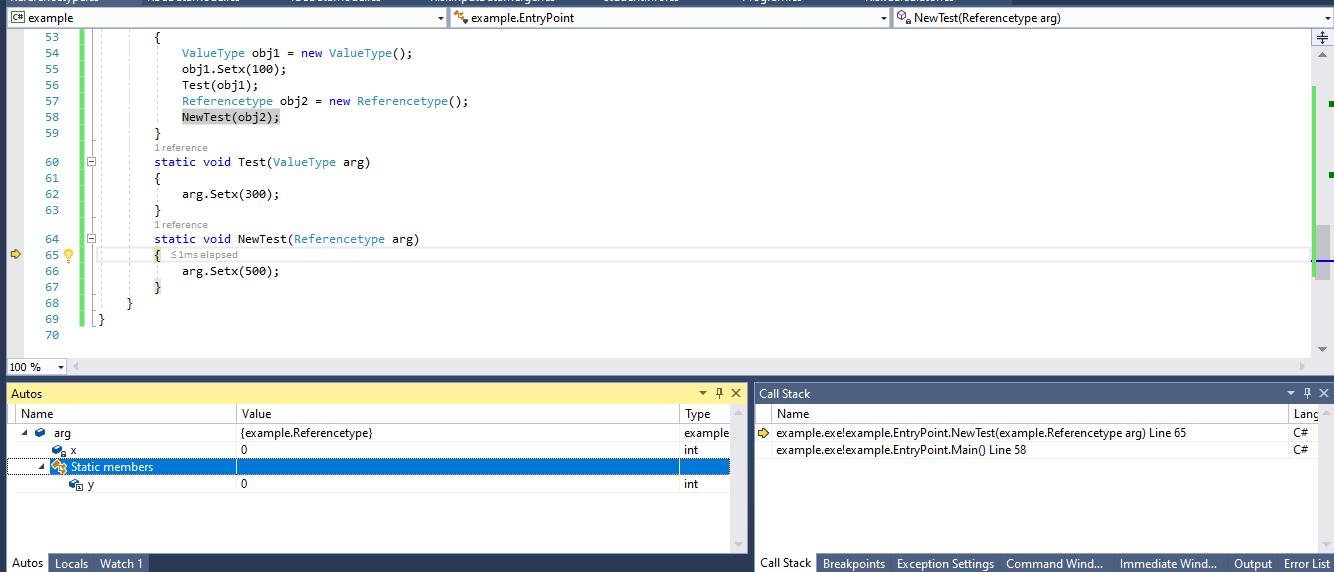 C# example example.EntryPoint NewTest(Referencetype arg)
53 {
54 ValueType obj1 = new ValueType();
55 obj1.Setx(100);
56 Test(obj1);
57 Referencetype obj2 = new Referencetype();
58 NewTest(obj2);
59 }
1 reference
60 static void Test(ValueType arg)
61 {
62 arg.Setx(300);
63 }
1 reference
64 static void NewTest(Referencetype arg)
65 { ≤1ms elapsed
66 arg.Setx(500);
67 }
68 }
69 }
70
100 %
Autos
Name Value Type
arg {example.Referencetype} example
x 0 int
Static members
y 0 int
Autos Locals Watch 1
Call Stack
Name Lang
example.exe!example.EntryPoint.NewTest(example.Referencetype arg) Line 65 C#
example.exe!example.EntryPoint.Main() Line 58 C#
Call Stack Breakpoints Exception Settings Command Wind... Immediate Wind... Output Error List